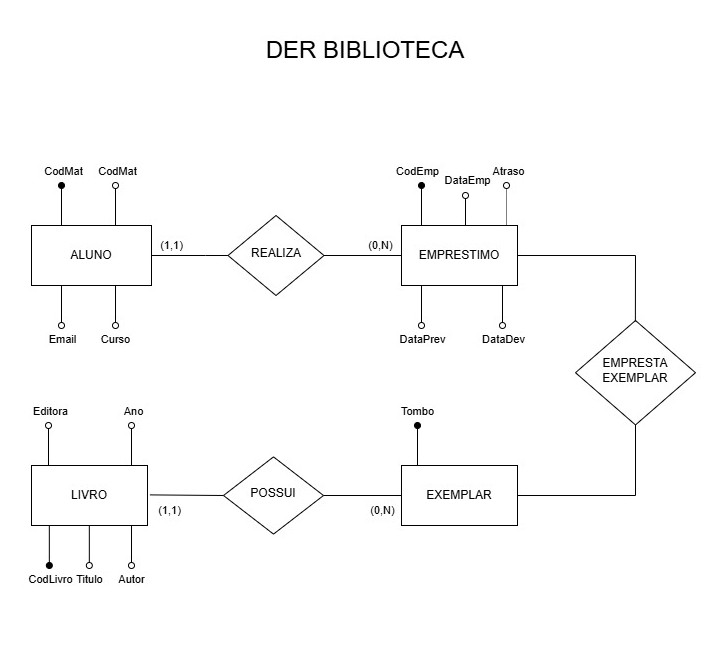 DER BIBLIOTECA
CodMat
CodMat
CodEmp
DataEmp
Atraso
ALUNO
(1,1)
REALIZA
(0,N)
EMPRESTIMO
Email
Curso
DataPrev
DataDev
EMPRESTA
EXEMPLAR
Editora
Ano
Tombo
LIVRO
(1,1)
POSSUI
(0,N)
EXEMPLAR
CodLivro
Titulo
Autor